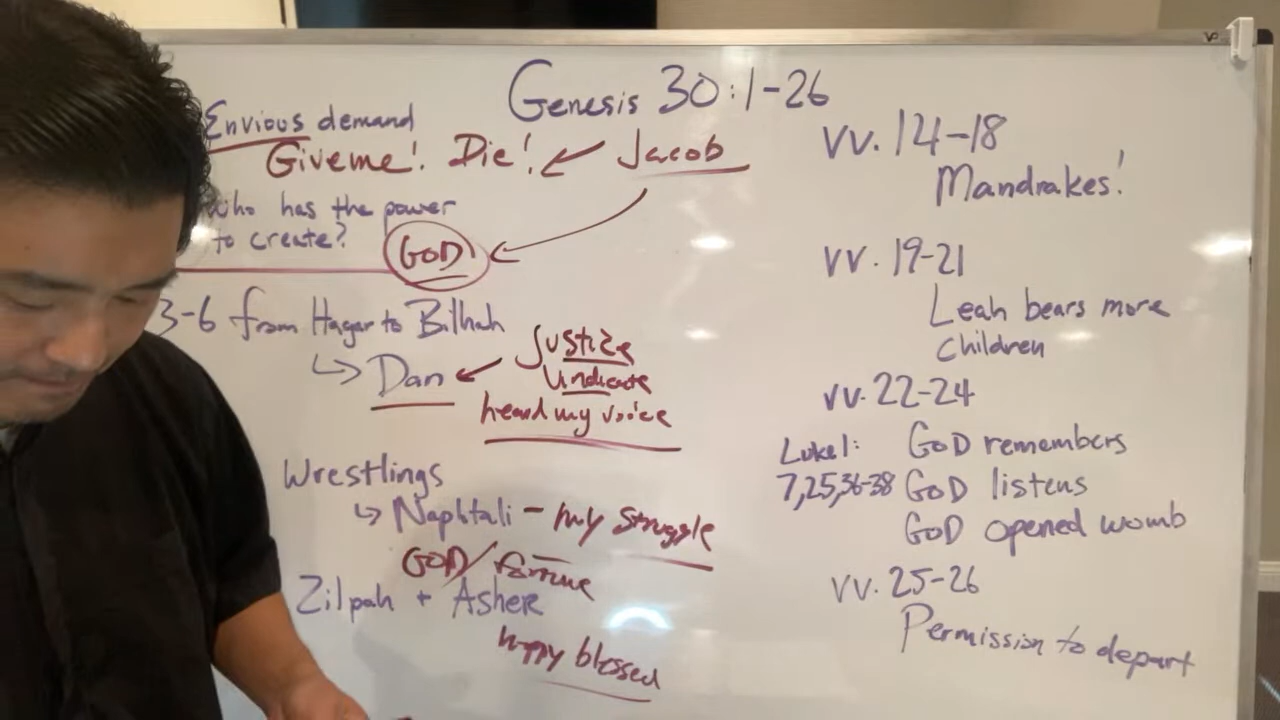 Genesis 30:1-26
Envious demand
Give me! Die! Jacob
who has the power
to create?
GOD
3-6 from Hagar to Bilhah
Dan
Justice
Vindicate
heard my voice
Wrestlings
Naphtali - my struggle
GOD/fortune
Zilpah + Asher
happy blessed
vv. 14-18
Mandrakes!
vv. 19-21
Leah bears more
children
vv. 22-24
Luke 1: GOD remembers
7,25,36-38 GOD listens
GOD opened womb
vv. 25-26
Permission to depart